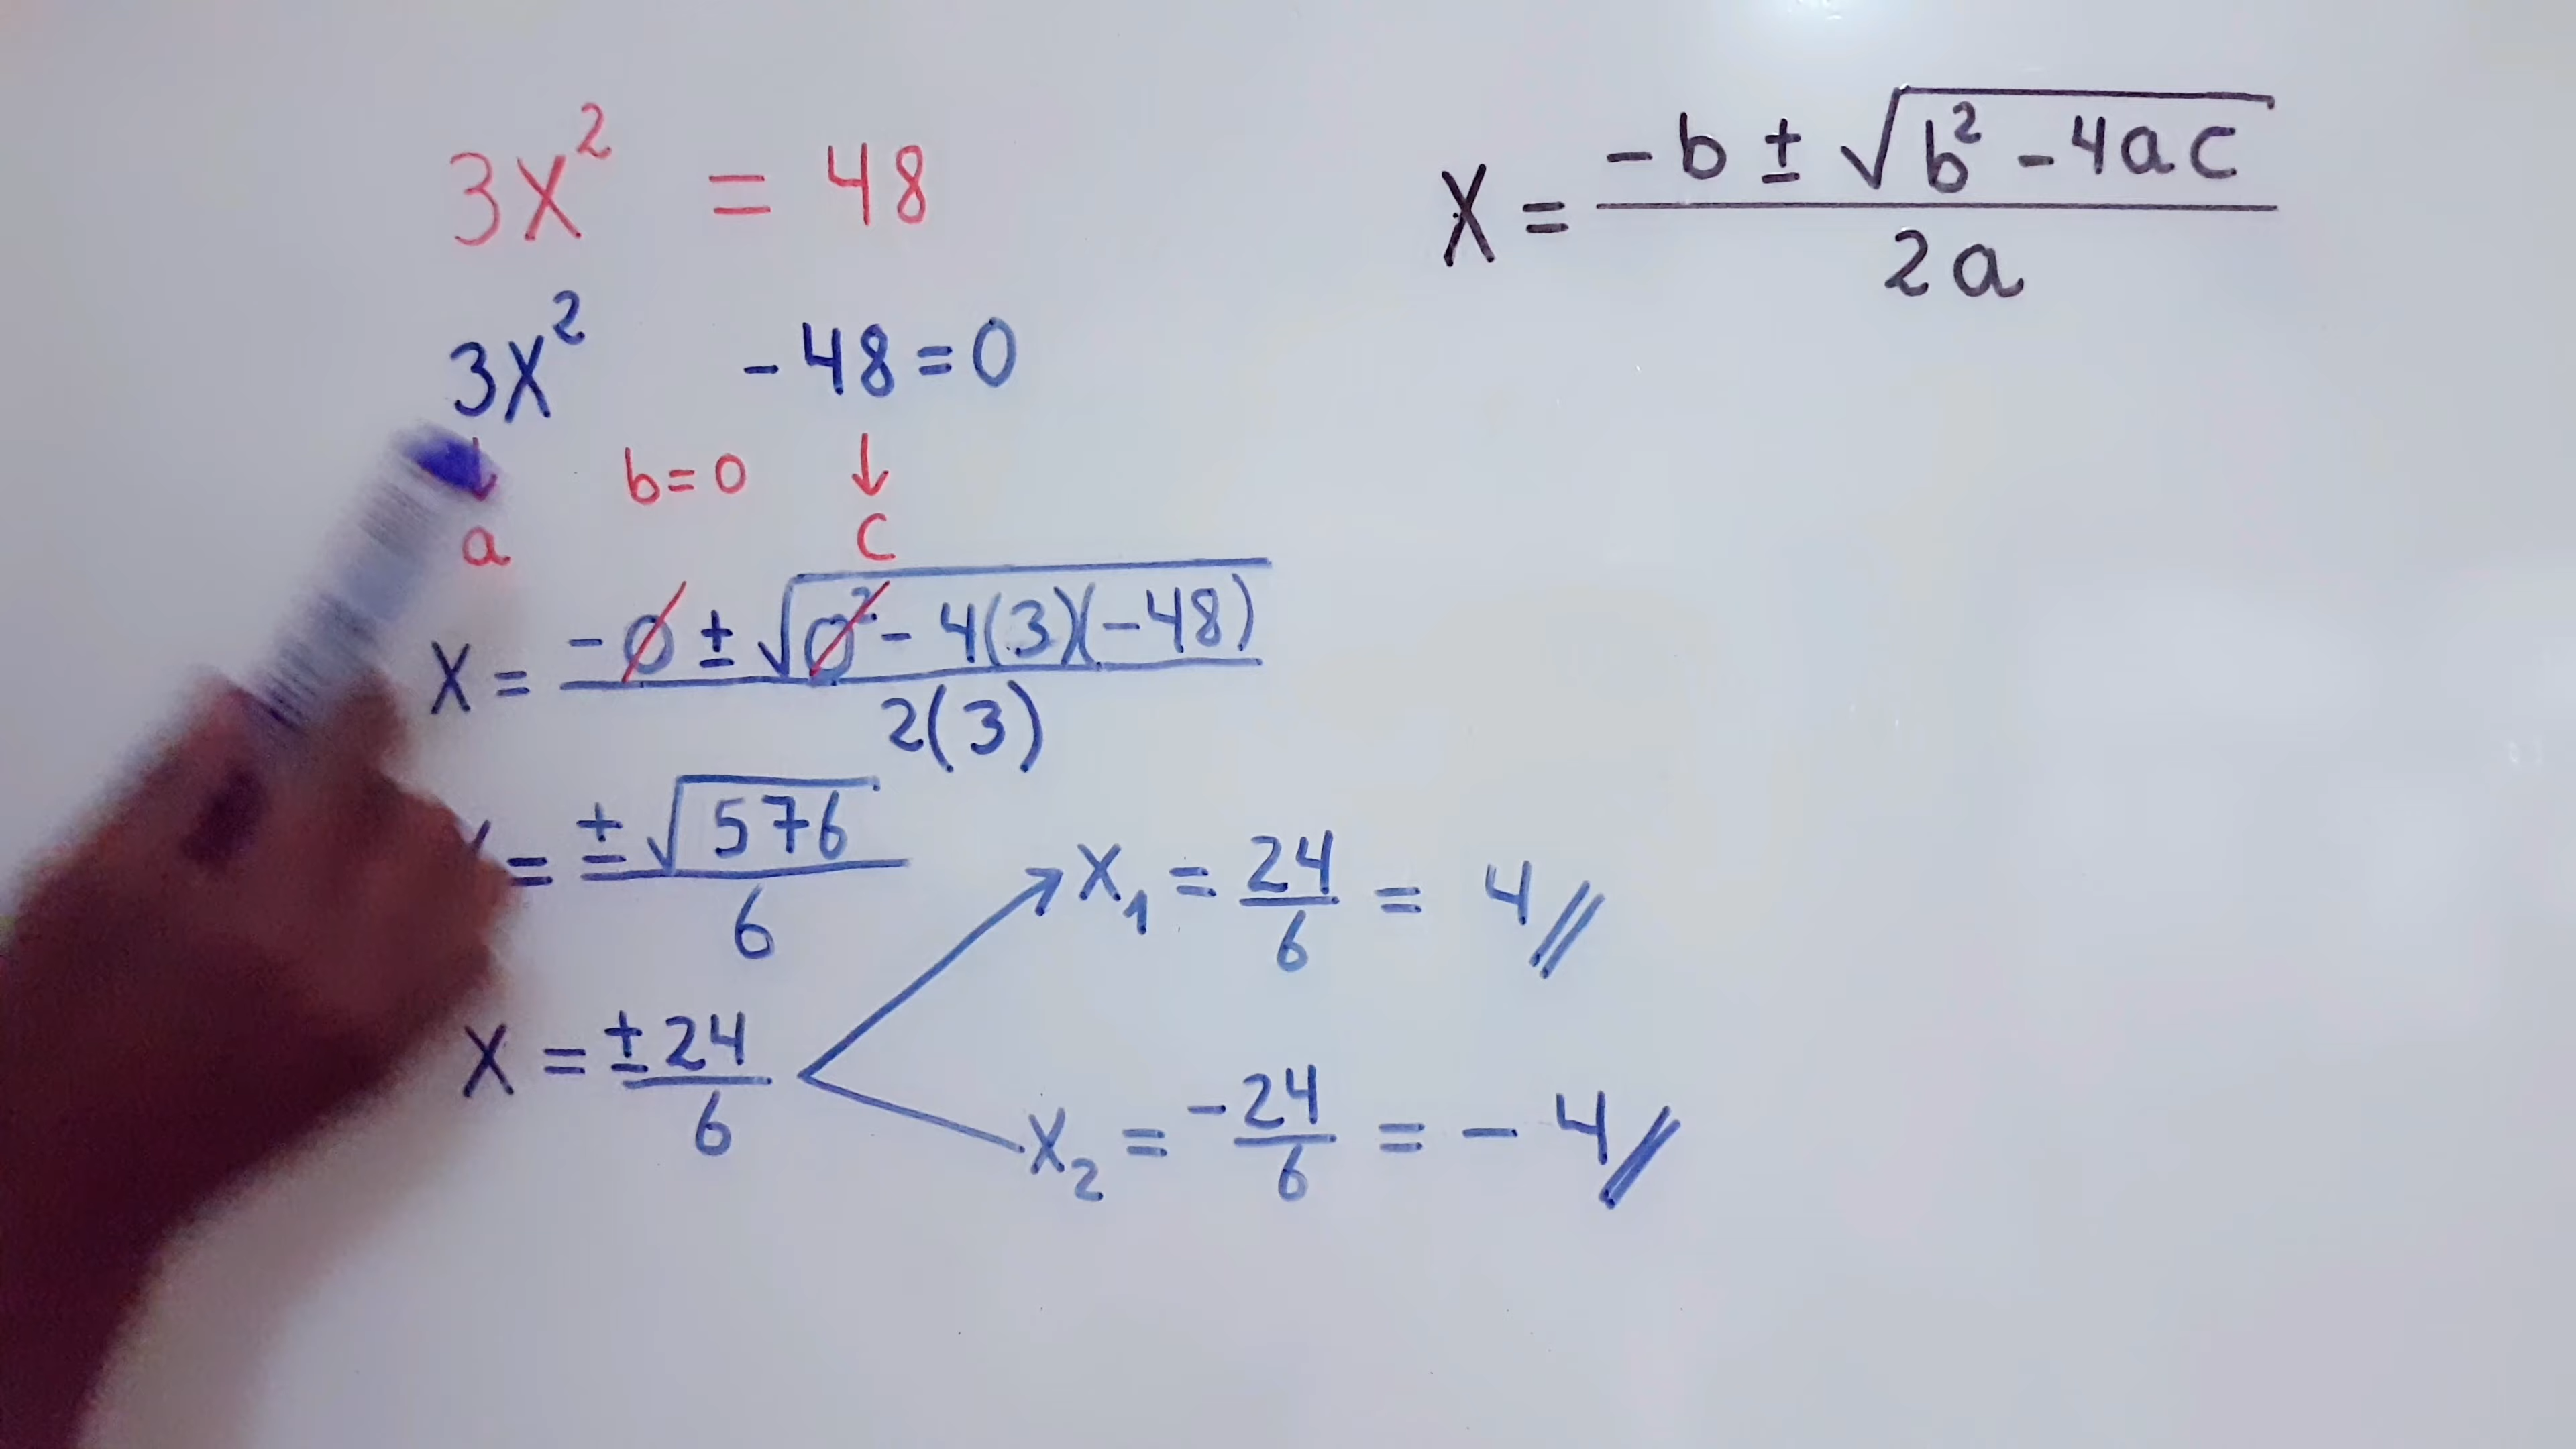 3X² = 48
X = (-b ± √(b² - 4ac)) / 2a
3X² - 48 = 0
↓ b = 0 ↓
a c
X = (-0 ± √(0² - 4(3)(-48))) / 2(3)
= ±√576 / 6
X₁ = 24/6 = 4//
X = ±24/6
X₂ = -24/6 = - 4//